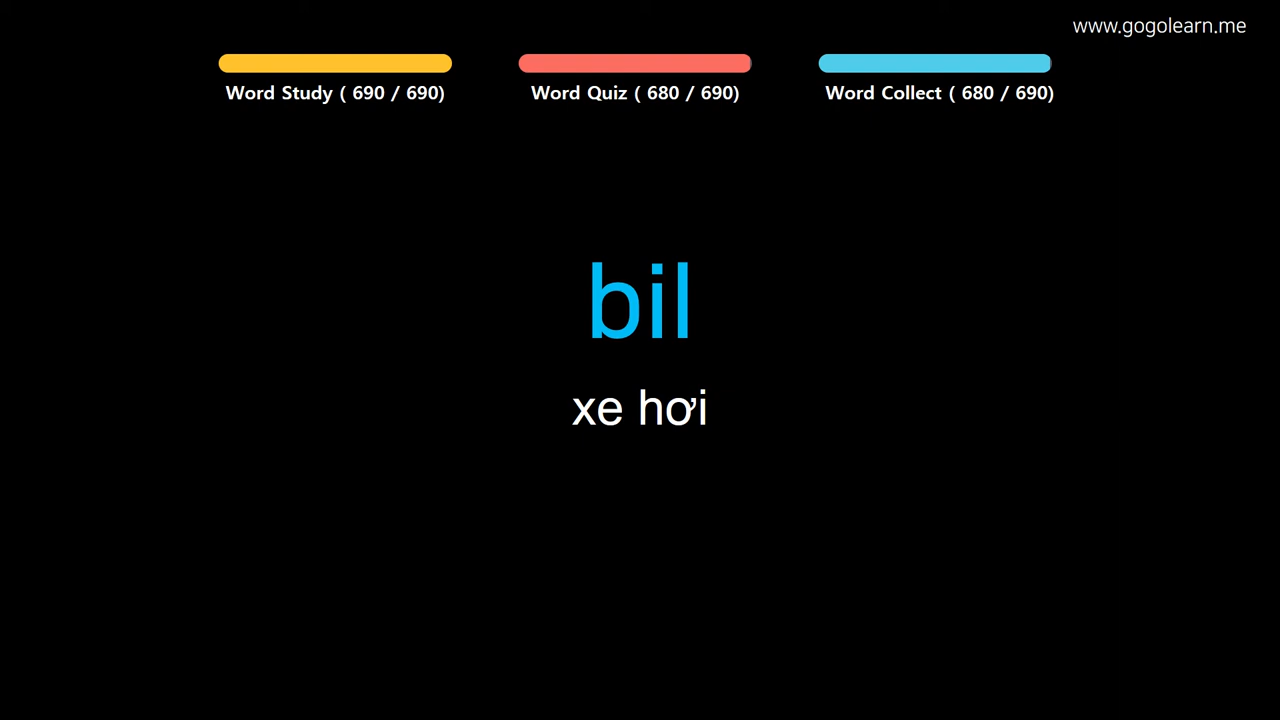 www.gogolearn.me
Word Study ( 690 / 690)
Word Quiz ( 680 / 690)
Word Collect ( 680 / 690)
bil
xe hơi